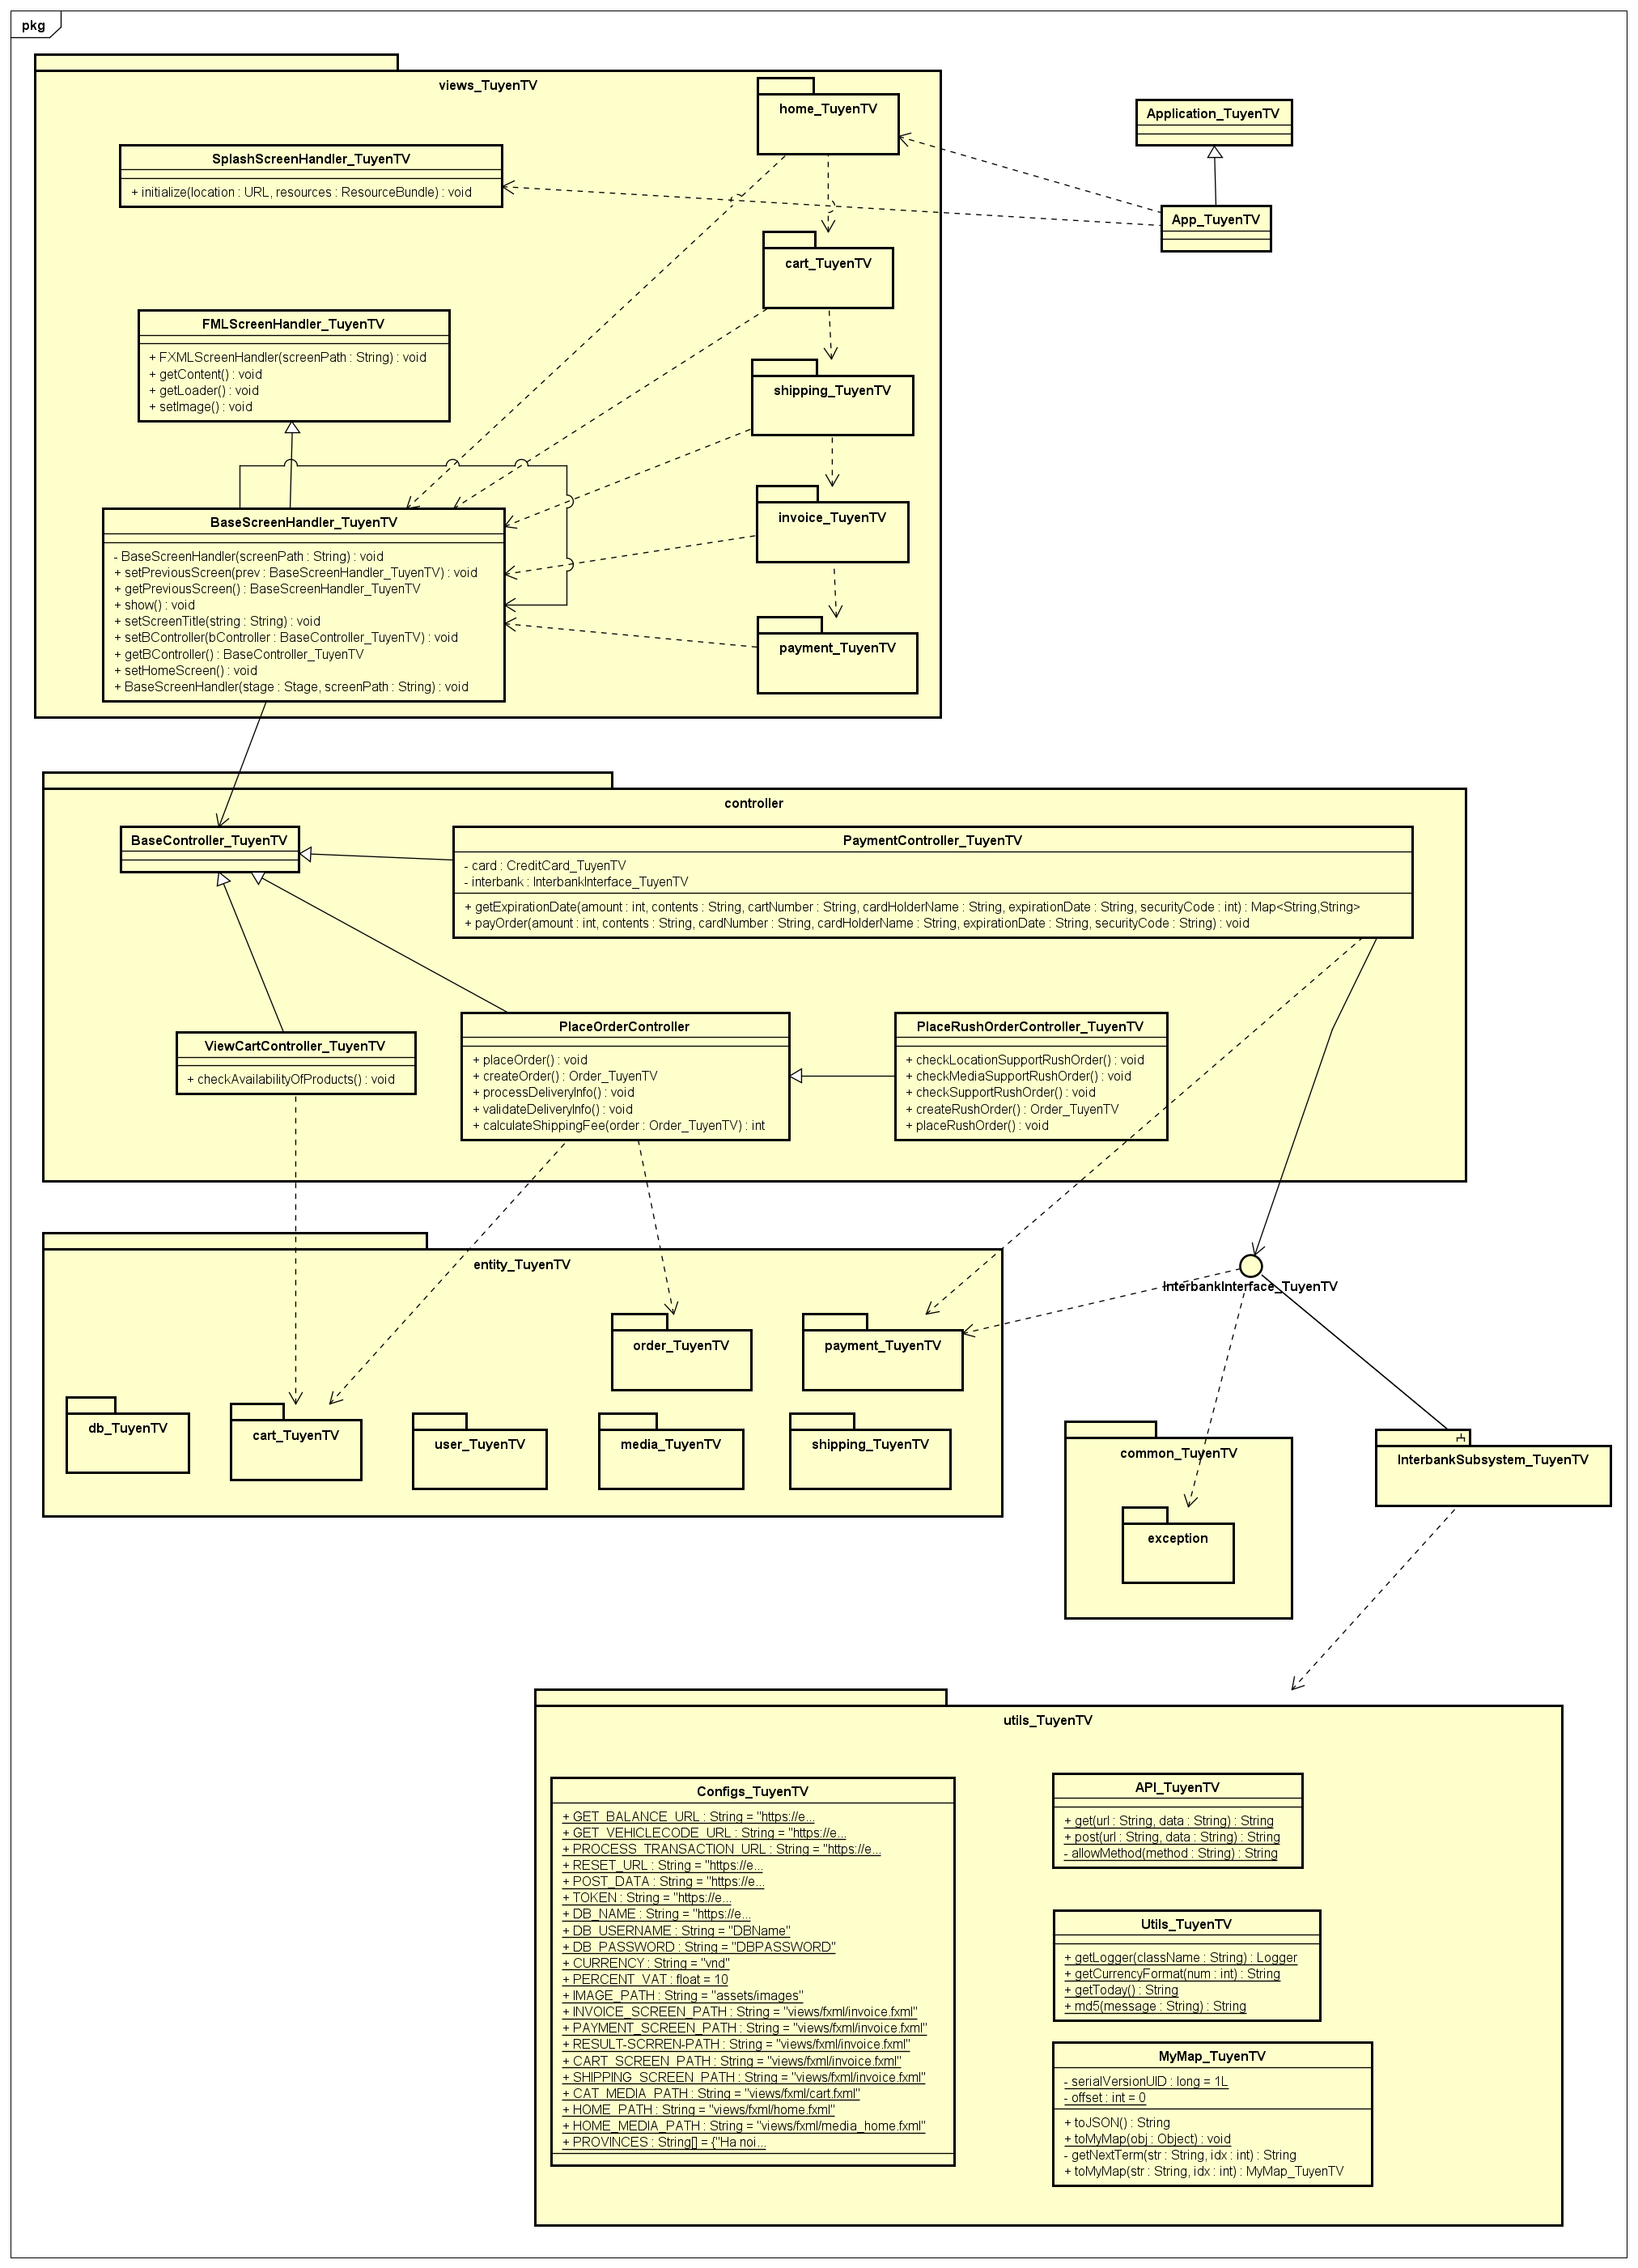 pkg
views_TuyenTV
home_TuyenTV
Application_TuyenTV
SplashScreenHandler_TuyenTV
+ initialize(location : URL, resources : ResourceBundle) : void
App_TuyenTV
cart_TuyenTV
FMLScreenHandler_TuyenTV
+ FXMLScreenHandler(screenPath : String) : void
+ getContent() : void
+ getLoader() : void
+ setImage() : void
shipping_TuyenTV
invoice_TuyenTV
BaseScreenHandler_TuyenTV
- BaseScreenHandler(screenPath : String) : void
+ setPreviousScreen(prev : BaseScreenHandler_TuyenTV) : void
+ getPreviousScreen() : BaseScreenHandler_TuyenTV
+ show() : void
+ setScreenTitle(string : String) : void
+ setBController(bController : BaseController_TuyenTV) : void
+ getBController() : BaseController_TuyenTV
+ setHomeScreen() : void
+ BaseScreenHandler(stage : Stage, screenPath : String) : void
payment_TuyenTV
controller
BaseController_TuyenTV
PaymentController_TuyenTV
- card : CreditCard_TuyenTV
- interbank : InterbankInterface_TuyenTV
+ getExpirationDate(amount : int, contents : String, cartNumber : String, cardHolderName : String, expirationDate : String, securityCode : int) : Map<String,String>
+ payOrder(amount : int, contents : String, cardNumber : String, cardHolderName : String, expirationDate : String, securityCode : String) : void
ViewCartController_TuyenTV
+ checkAvailabilityOfProducts() : void
PlaceOrderController
+ placeOrder() : void
+ createOrder() : Order_TuyenTV
+ processDeliveryInfo() : void
+ validateDeliveryInfo() : void
+ calculateShippingFee(order : Order_TuyenTV) : int
PlaceRushOrderController_TuyenTV
+ checkLocationSupportRushOrder() : void
+ checkMediaSupportRushOrder() : void
+ checkSupportRushOrder() : void
+ createRushOrder() : Order_TuyenTV
+ placeRushOrder() : void
entity_TuyenTV
InterbankInterface_TuyenTV
order_TuyenTV
payment_TuyenTV
db_TuyenTV
cart_TuyenTV
user_TuyenTV
media_TuyenTV
shipping_TuyenTV
common_TuyenTV
exception
InterbankSubsystem_TuyenTV
utils_TuyenTV
Configs_TuyenTV
+ GET_BALANCE_URL : String = "https://e...
+ GET_VEHICLECODE_URL : String = "https://e...
+ PROCESS_TRANSACTION_URL : String = "https://e...
+ RESET_URL : String = "https://e...
+ POST_DATA : String = "https://e...
+ TOKEN : String = "https://e...
+ DB_NAME : String = "https://e...
+ DB_USERNAME : String = "DBName"
+ DB_PASSWORD : String = "DBPASSWORD"
+ CURRENCY : String = "vnd"
+ PERCENT_VAT : float = 10
+ IMAGE_PATH : String = "assets/images"
+ INVOICE_SCREEN_PATH : String = "views/fxml/invoice.fxml"
+ PAYMENT_SCREEN_PATH : String = "views/fxml/invoice.fxml"
+ RESULT-SCRREN-PATH : String = "views/fxml/invoice.fxml"
+ CART_SCREEN_PATH : String = "views/fxml/invoice.fxml"
+ SHIPPING_SCREEN_PATH : String = "views/fxml/invoice.fxml"
+ CAT_MEDIA_PATH : String = "views/fxml/cart.fxml"
+ HOME_PATH : String = "views/fxml/home.fxml"
+ HOME_MEDIA_PATH : String = "views/fxml/media_home.fxml"
+ PROVINCES : String[] = {"Ha noi...
API_TuyenTV
+ get(url : String, data : String) : String
+ post(url : String, data : String) : String
- allowMethod(method : String) : String
Utils_TuyenTV
+ getLogger(className : String) : Logger
+ getCurrencyFormat(num : int) : String
+ getToday() : String
+ md5(message : String) : String
MyMap_TuyenTV
- serialVersionUID : long = 1L
- offset : int = 0
+ toJSON() : String
+ toMyMap(obj : Object) : void
- getNextTerm(str : String, idx : int) : String
+ toMyMap(str : String, idx : int) : MyMap_TuyenTV